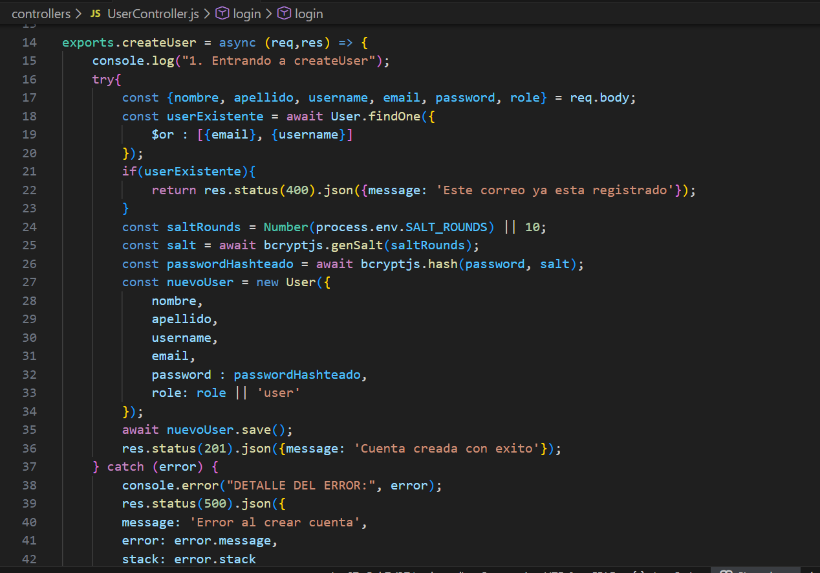 controllers > JS UserController.js > login > login
14 exports.createUser = async (req,res) => {
15 console.log("1. Entrando a createUser");
16 try{
17 const {nombre, apellido, username, email, password, role} = req.body;
18 const userExistente = await User.findOne({
19 $or : [{email}, {username}]
20 });
21 if(userExistente){
22 return res.status(400).json({message: 'Este correo ya esta registrado'});
23 }
24 const saltRounds = Number(process.env.SALT_ROUNDS) || 10;
25 const salt = await bcryptjs.genSalt(saltRounds);
26 const passwordHashteado = await bcryptjs.hash(password, salt);
27 const nuevoUser = new User({
28 nombre,
29 apellido,
30 username,
31 email,
32 password : passwordHashteado,
33 role: role || 'user'
34 });
35 await nuevoUser.save();
36 res.status(201).json({message: 'Cuenta creada con exito'});
37 } catch (error) {
38 console.error("DETALLE DEL ERROR:", error);
39 res.status(500).json({
40 message: 'Error al crear cuenta',
41 error: error.message,
42 stack: error.stack